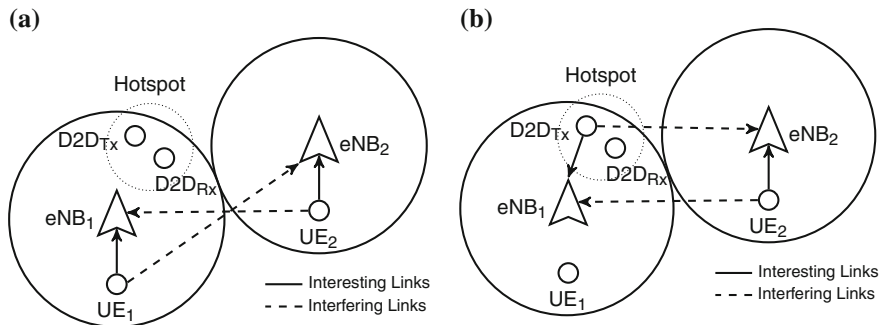 (a)
Hotspot
D2DTx
D2DRx
eNB1
eNB2
UE2
UE1
Interesting Links
Interfering Links
(b)
Hotspot
D2DTx
D2DRx
eNB1
eNB2
UE2
UE1
Interesting Links
Interfering Links